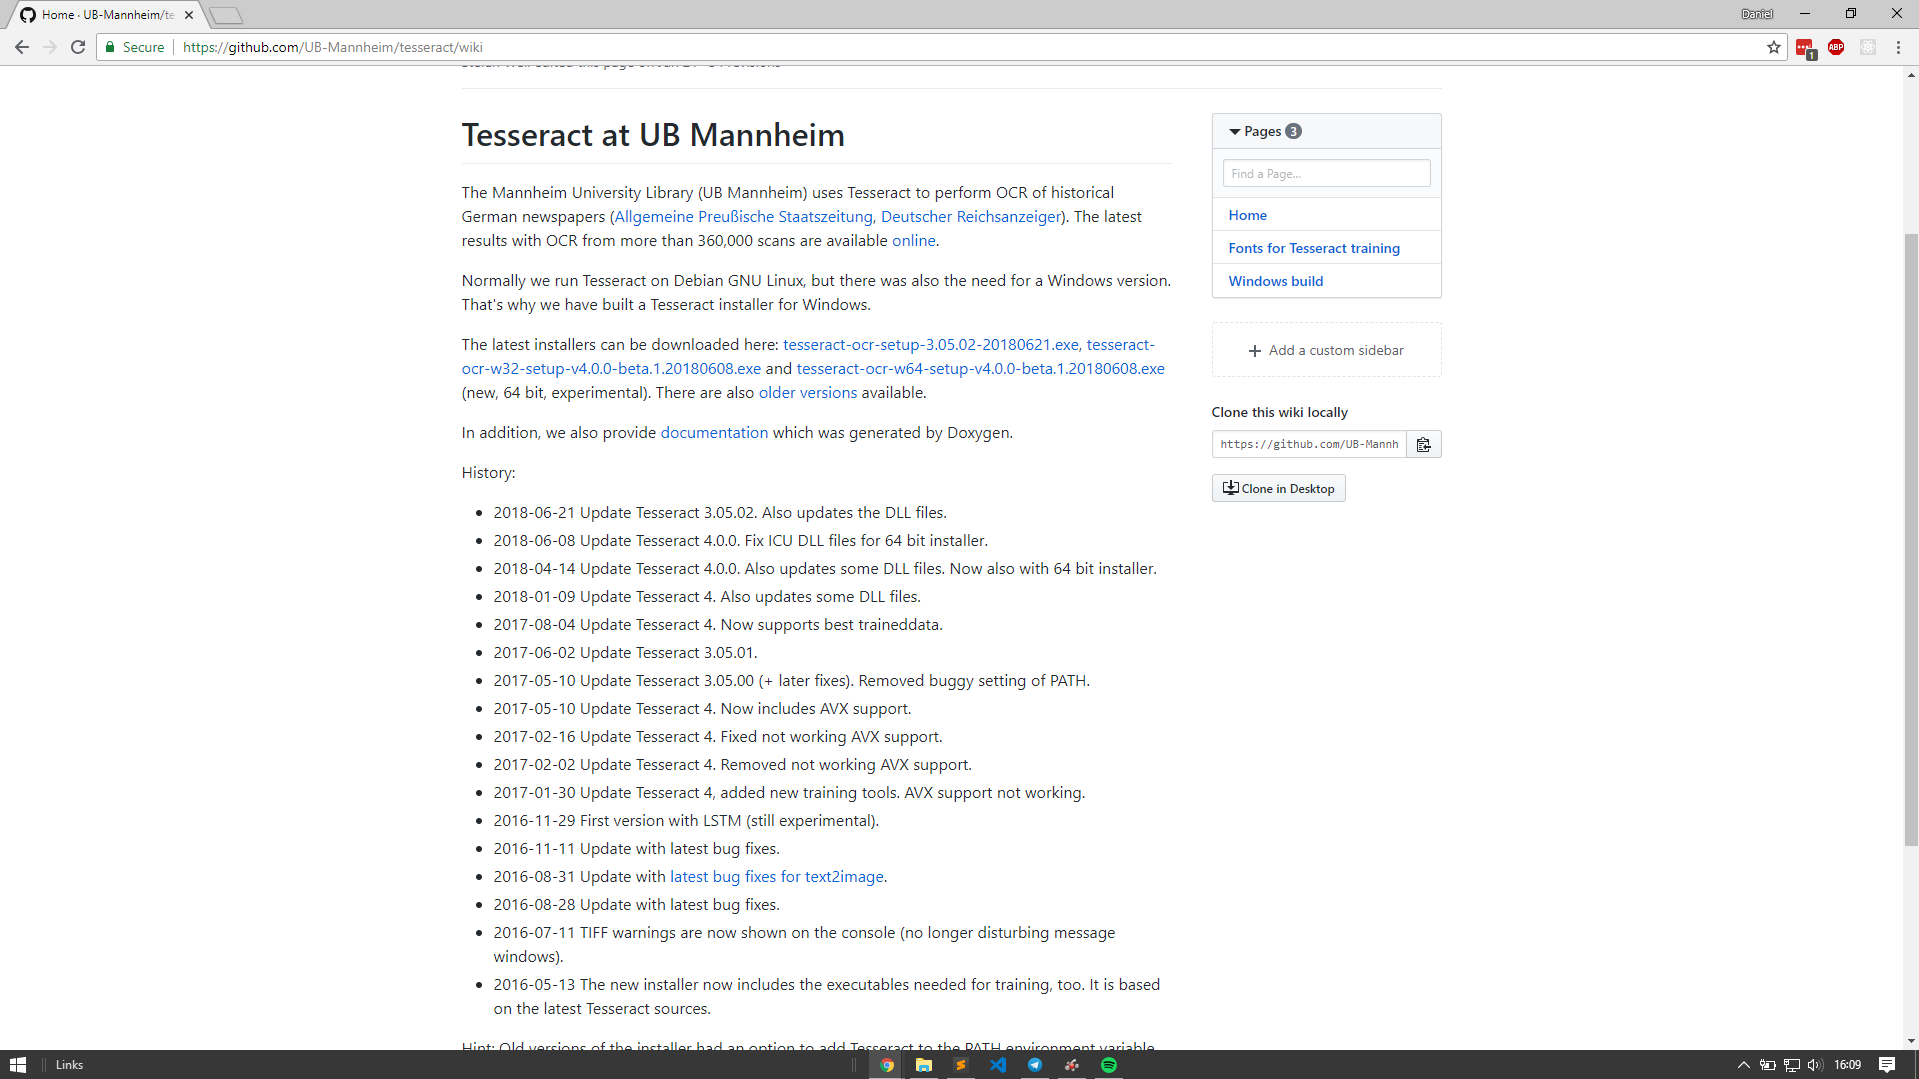 Home · UB-Mannheim/te
Daniel
Secure
https://github.com/UB-Mannheim/tesseract/wiki
1
ABP
Tesseract at UB Mannheim
The Mannheim University Library (UB Mannheim) uses Tesseract to perform OCR of historical
German newspapers (Allgemeine Preußische Staatszeitung, Deutscher Reichsanzeiger). The latest
results with OCR from more than 360,000 scans are available online.
Normally we run Tesseract on Debian GNU Linux, but there was also the need for a Windows version.
That's why we have built a Tesseract installer for Windows.
The latest installers can be downloaded here: tesseract-ocr-setup-3.05.02-20180621.exe, tesseract-
ocr-w32-setup-v4.0.0-beta.1.20180608.exe and tesseract-ocr-w64-setup-v4.0.0-beta.1.20180608.exe
(new, 64 bit, experimental). There are also older versions available.
In addition, we also provide documentation which was generated by Doxygen.
History:
2018-06-21 Update Tesseract 3.05.02. Also updates the DLL files.
2018-06-08 Update Tesseract 4.0.0. Fix ICU DLL files for 64 bit installer.
2018-04-14 Update Tesseract 4.0.0. Also updates some DLL files. Now also with 64 bit installer.
2018-01-09 Update Tesseract 4. Also updates some DLL files.
2017-08-04 Update Tesseract 4. Now supports best traineddata.
2017-06-02 Update Tesseract 3.05.01.
2017-05-10 Update Tesseract 3.05.00 (+ later fixes). Removed buggy setting of PATH.
2017-05-10 Update Tesseract 4. Now includes AVX support.
2017-02-16 Update Tesseract 4. Fixed not working AVX support.
2017-02-02 Update Tesseract 4. Removed not working AVX support.
2017-01-30 Update Tesseract 4, added new training tools. AVX support not working.
2016-11-29 First version with LSTM (still experimental).
2016-11-11 Update with latest bug fixes.
2016-08-31 Update with latest bug fixes for text2image.
2016-08-28 Update with latest bug fixes.
2016-07-11 TIFF warnings are now shown on the console (no longer disturbing message
windows).
2016-05-13 The new installer now includes the executables needed for training, too. It is based
on the latest Tesseract sources.
Hint: Old versions of the installer had an option to add Tesseract to the PATH environment variable
Pages 3
Find a Page...
Home
Fonts for Tesseract training
Windows build
Add a custom sidebar
Clone this wiki locally
https://github.com/UB-Mannh
Clone in Desktop
Links
16:09